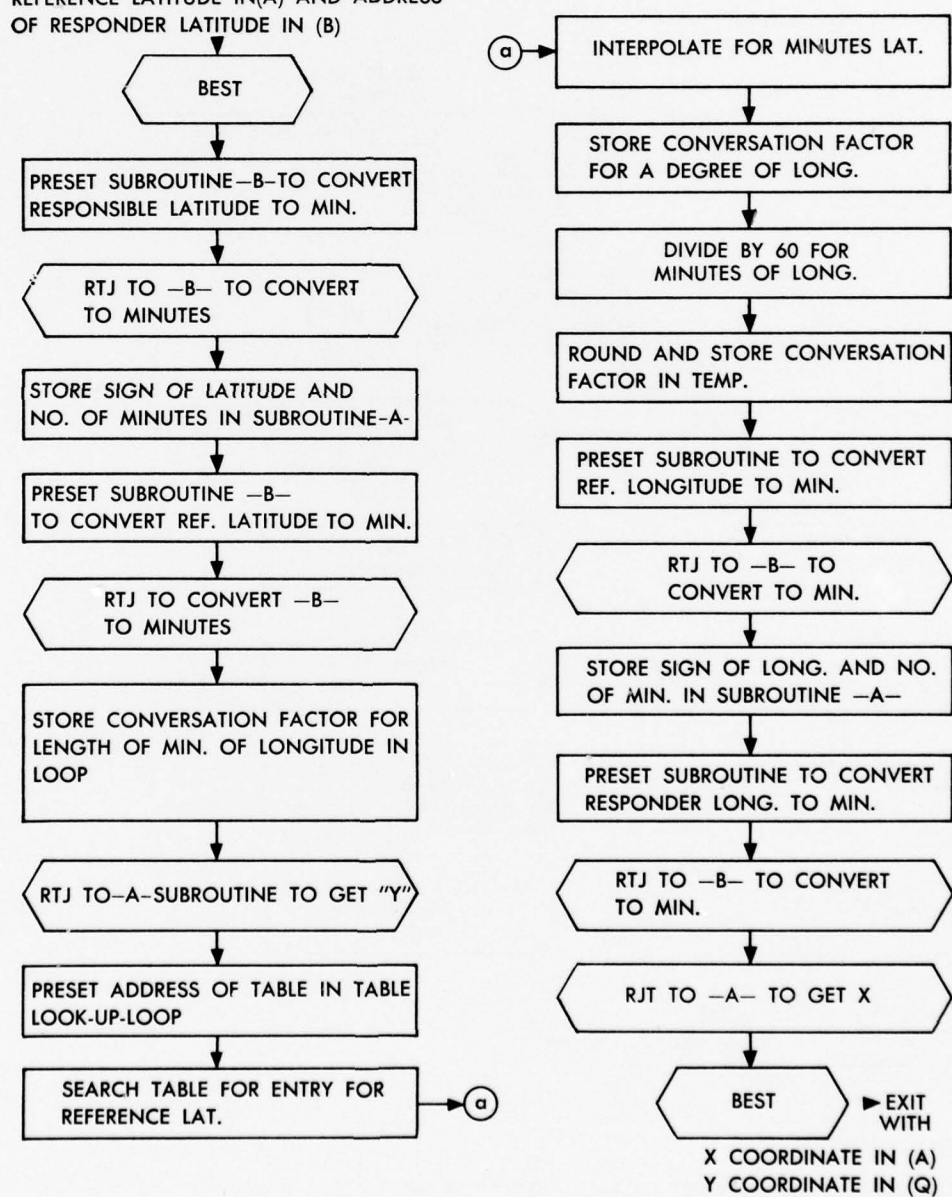 REFERENCE LATITUDE IN(A) AND ADDRESS
OF RESPONDER LATITUDE IN (B)
BEST
PRESET SUBROUTINE–B–TO CONVERT
RESPONSIBLE LATITUDE TO MIN.
RTJ TO –B– TO CONVERT
TO MINUTES
STORE SIGN OF LATITUDE AND
NO. OF MINUTES IN SUBROUTINE-A-
PRESET SUBROUTINE –B–
TO CONVERT REF. LATITUDE TO MIN.
RTJ TO CONVERT –B–
TO MINUTES
STORE CONVERSATION FACTOR FOR
LENGTH OF MIN. OF LONGITUDE IN
LOOP
RTJ TO–A–SUBROUTINE TO GET "Y"
PRESET ADDRESS OF TABLE IN TABLE
LOOK-UP-LOOP
SEARCH TABLE FOR ENTRY FOR
REFERENCE LAT.
a
a
INTERPOLATE FOR MINUTES LAT.
STORE CONVERSATION FACTOR
FOR A DEGREE OF LONG.
DIVIDE BY 60 FOR
MINUTES OF LONG.
ROUND AND STORE CONVERSATION
FACTOR IN TEMP.
PRESET SUBROUTINE TO CONVERT
REF. LONGITUDE TO MIN.
RTJ TO –B– TO
CONVERT TO MIN.
STORE SIGN OF LONG. AND NO.
OF MIN. IN SUBROUTINE –A–
PRESET SUBROUTINE TO CONVERT
RESPONDER LONG. TO MIN.
RTJ TO –B– TO CONVERT
TO MIN.
RJT TO –A– TO GET X
BEST
EXIT
WITH
X COORDINATE IN (A)
Y COORDINATE IN (Q)